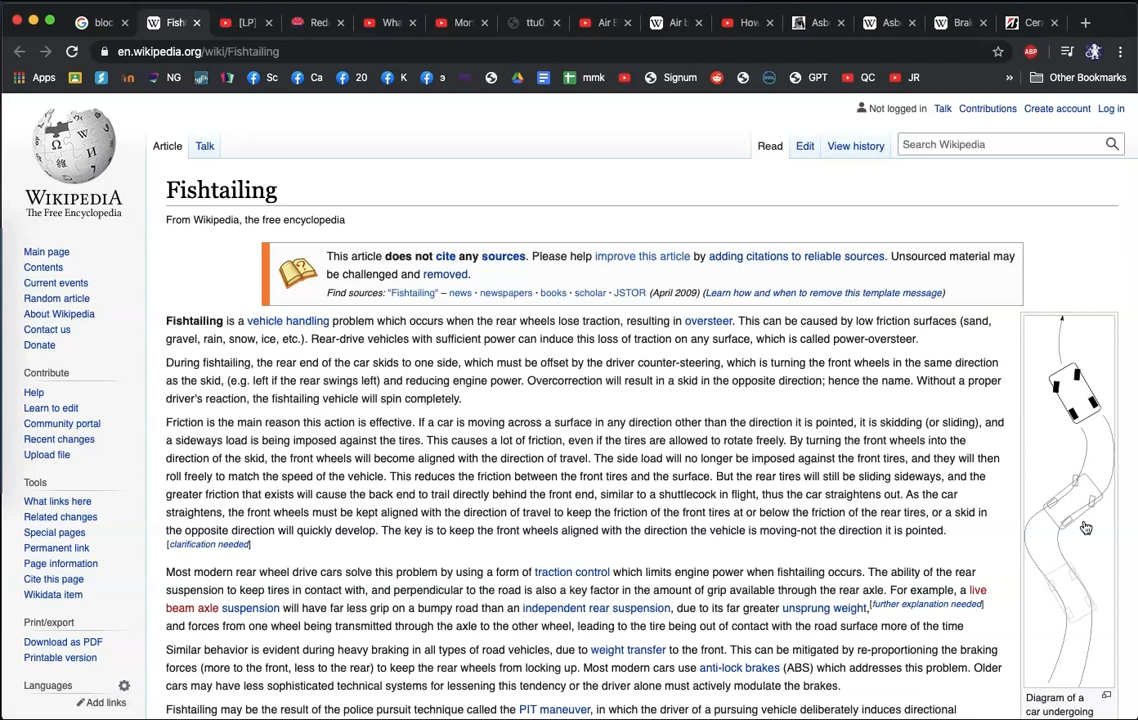 bloc
Fisht
[LP]
Redi
Wha
Mor
ttu0
Air E
Air b
How
Asbe
Asb
Brak
Cera
en.wikipedia.org/wiki/Fishtailing
Apps
NG
Sc
Ca
20
K
э
mmk
Signum
GPT
QC
JR
»
Other Bookmarks
Not logged in Talk Contributions Create account Log in
Article Talk
Read Edit View history
Search Wikipedia
WIKIPEDIA
The Free Encyclopedia
Main page
Contents
Current events
Random article
About Wikipedia
Contact us
Donate
Contribute
Help
Learn to edit
Community portal
Recent changes
Upload file
Tools
What links here
Related changes
Special pages
Permanent link
Page information
Cite this page
Wikidata item
Print/export
Download as PDF
Printable version
Languages
Add links
Fishtailing
From Wikipedia, the free encyclopedia
This article does not cite any sources. Please help improve this article by adding citations to reliable sources. Unsourced material may
be challenged and removed.
Find sources: "Fishtailing" – news · newspapers · books · scholar · JSTOR (April 2009) (Learn how and when to remove this template message)
Fishtailing is a vehicle handling problem which occurs when the rear wheels lose traction, resulting in oversteer. This can be caused by low friction surfaces (sand,
gravel, rain, snow, ice, etc.). Rear-drive vehicles with sufficient power can induce this loss of traction on any surface, which is called power-oversteer.
During fishtailing, the rear end of the car skids to one side, which must be offset by the driver counter-steering, which is turning the front wheels in the same direction
as the skid, (e.g. left if the rear swings left) and reducing engine power. Overcorrection will result in a skid in the opposite direction; hence the name. Without a proper
driver's reaction, the fishtailing vehicle will spin completely.
Friction is the main reason this action is effective. If a car is moving across a surface in any direction other than the direction it is pointed, it is skidding (or sliding), and
a sideways load is being imposed against the tires. This causes a lot of friction, even if the tires are allowed to rotate freely. By turning the front wheels into the
direction of the skid, the front wheels will become aligned with the direction of travel. The side load will no longer be imposed against the front tires, and they will then
roll freely to match the speed of the vehicle. This reduces the friction between the front tires and the surface. But the rear tires will still be sliding sideways, and the
greater friction that exists will cause the back end to trail directly behind the front end, similar to a shuttlecock in flight, thus the car straightens out. As the car
straightens, the front wheels must be kept aligned with the direction of travel to keep the friction of the front tires at or below the friction of the rear tires, or a skid in
the opposite direction will quickly develop. The key is to keep the front wheels aligned with the direction the vehicle is moving-not the direction it is pointed.
[clarification needed]
Most modern rear wheel drive cars solve this problem by using a form of traction control which limits engine power when fishtailing occurs. The ability of the rear
suspension to keep tires in contact with, and perpendicular to the road is also a key factor in the amount of grip available through the rear axle. For example, a live
beam axle suspension will have far less grip on a bumpy road than an independent rear suspension, due to its far greater unsprung weight,[further explanation needed]
and forces from one wheel being transmitted through the axle to the other wheel, leading to the tire being out of contact with the road surface more of the time
Similar behavior is evident during heavy braking in all types of road vehicles, due to weight transfer to the front. This can be mitigated by re-proportioning the braking
forces (more to the front, less to the rear) to keep the rear wheels from locking up. Most modern cars use anti-lock brakes (ABS) which addresses this problem. Older
cars may have less sophisticated technical systems for lessening this tendency or the driver alone must actively modulate the brakes.
Fishtailing may be the result of the police pursuit technique called the PIT maneuver, in which the driver of a pursuing vehicle deliberately induces directional
Diagram of a
car undergoing